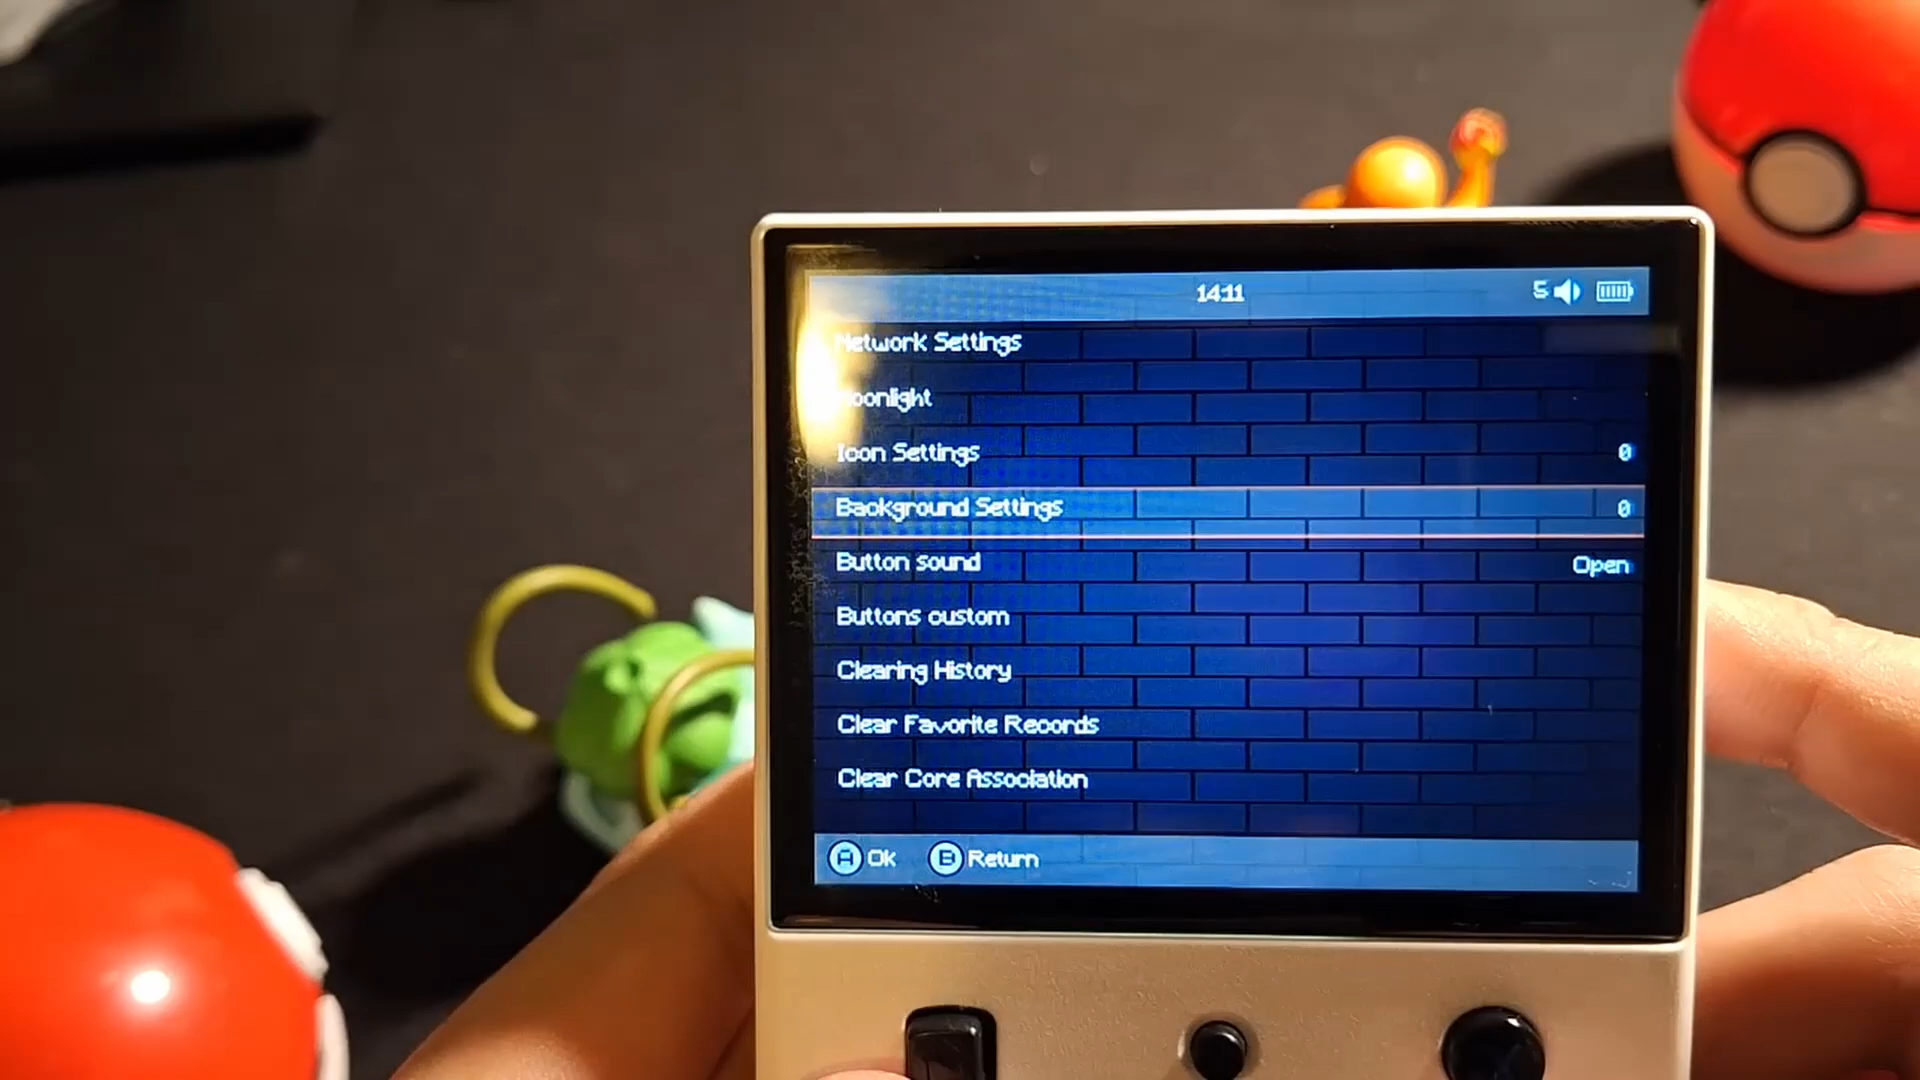 14:11
5
Network Settings
Moonlight
Icon Settings 0
Background Settings 0
Button sound Open
Buttons custom
Clearing History
Clear Favorite Records
Clear Core Association
A Ok B Return